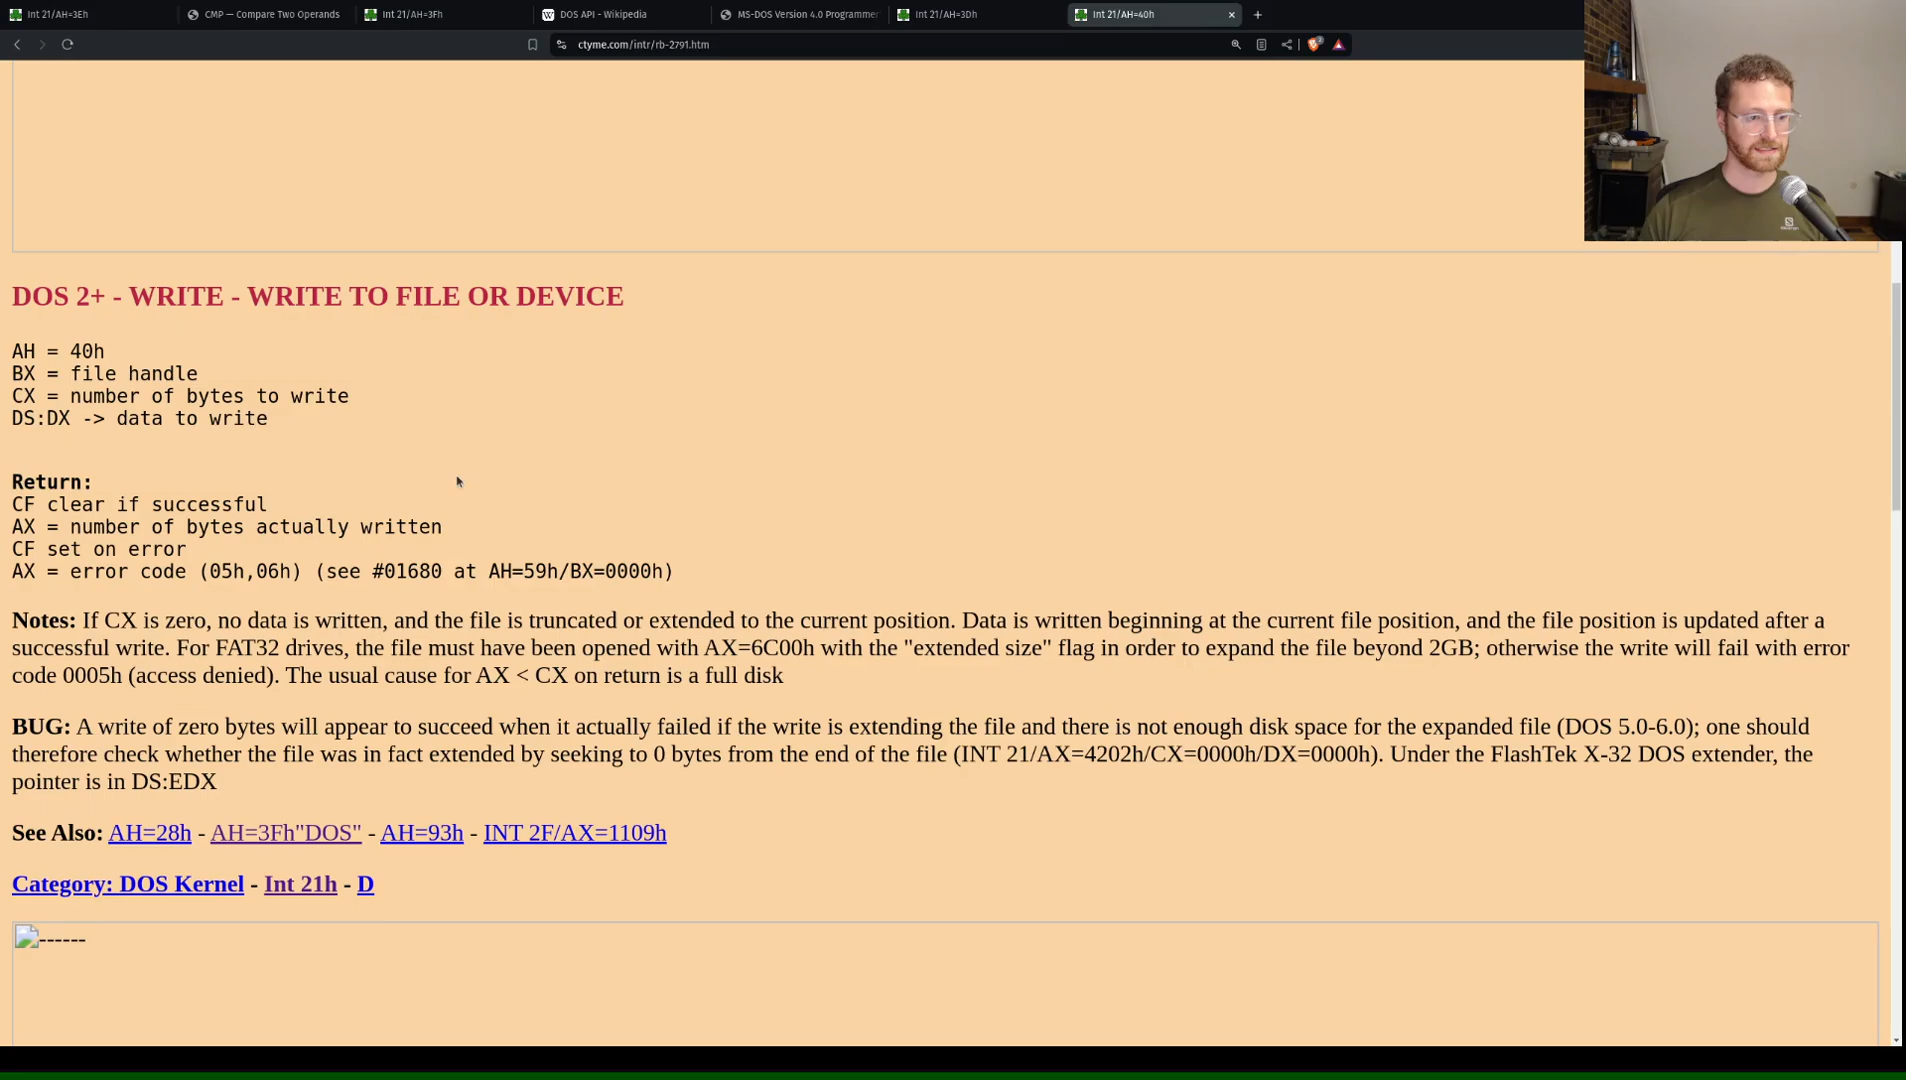 Int 21/AH=3Eh
CMP — Compare Two Operands
Int 21/AH=3Fh
DOS API - Wikipedia
MS-DOS Version 4.0 Programmer
Int 21/AH=3Dh
Int 21/AH=40h
ctyme.com/intr/rb-2791.htm
DOS 2+ - WRITE - WRITE TO FILE OR DEVICE
AH = 40h
BX = file handle
CX = number of bytes to write
DS:DX -> data to write
Return:
CF clear if successful
AX = number of bytes actually written
CF set on error
AX = error code (05h,06h) (see #01680 at AH=59h/BX=0000h)
Notes: If CX is zero, no data is written, and the file is truncated or extended to the current position. Data is written beginning at the current file position, and the file position is updated after a
successful write. For FAT32 drives, the file must have been opened with AX=6C00h with the "extended size" flag in order to expand the file beyond 2GB; otherwise the write will fail with error
code 0005h (access denied). The usual cause for AX < CX on return is a full disk
BUG: A write of zero bytes will appear to succeed when it actually failed if the write is extending the file and there is not enough disk space for the expanded file (DOS 5.0-6.0); one should
therefore check whether the file was in fact extended by seeking to 0 bytes from the end of the file (INT 21/AX=4202h/CX=0000h/DX=0000h). Under the FlashTek X-32 DOS extender, the
pointer is in DS:EDX
See Also: AH=28h - AH=3Fh"DOS" - AH=93h - INT 2F/AX=1109h
Category: DOS Kernel - Int 21h - D
------